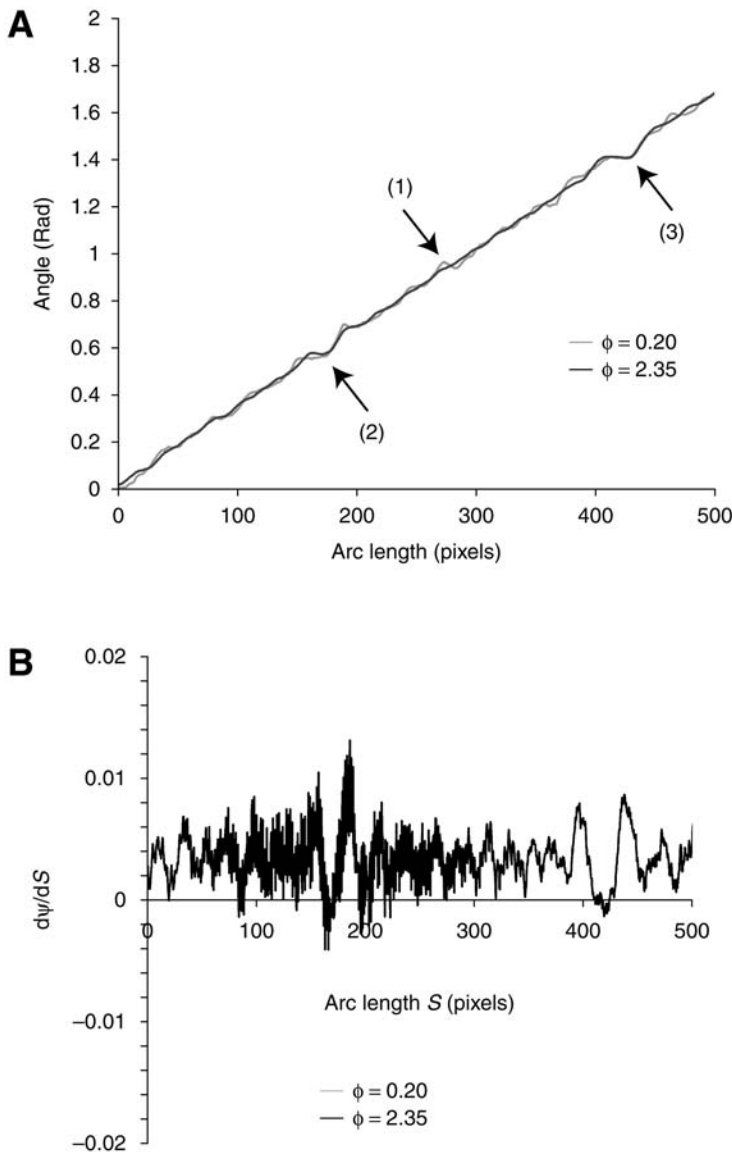 A
2
1.8
1.6
1.4
1.2
1
0.8
0.6
0.4
0.2
0
Angle (Rad)
(1)
(2)
(3)
ϕ = 0.20
ϕ = 2.35
0 100 200 300 400 500
Arc length (pixels)
B
0.02
0.01
0
−0.01
−0.02
dψ/dS
0 100 200 300 400 500
Arc length S (pixels)
ϕ = 0.20
ϕ = 2.35